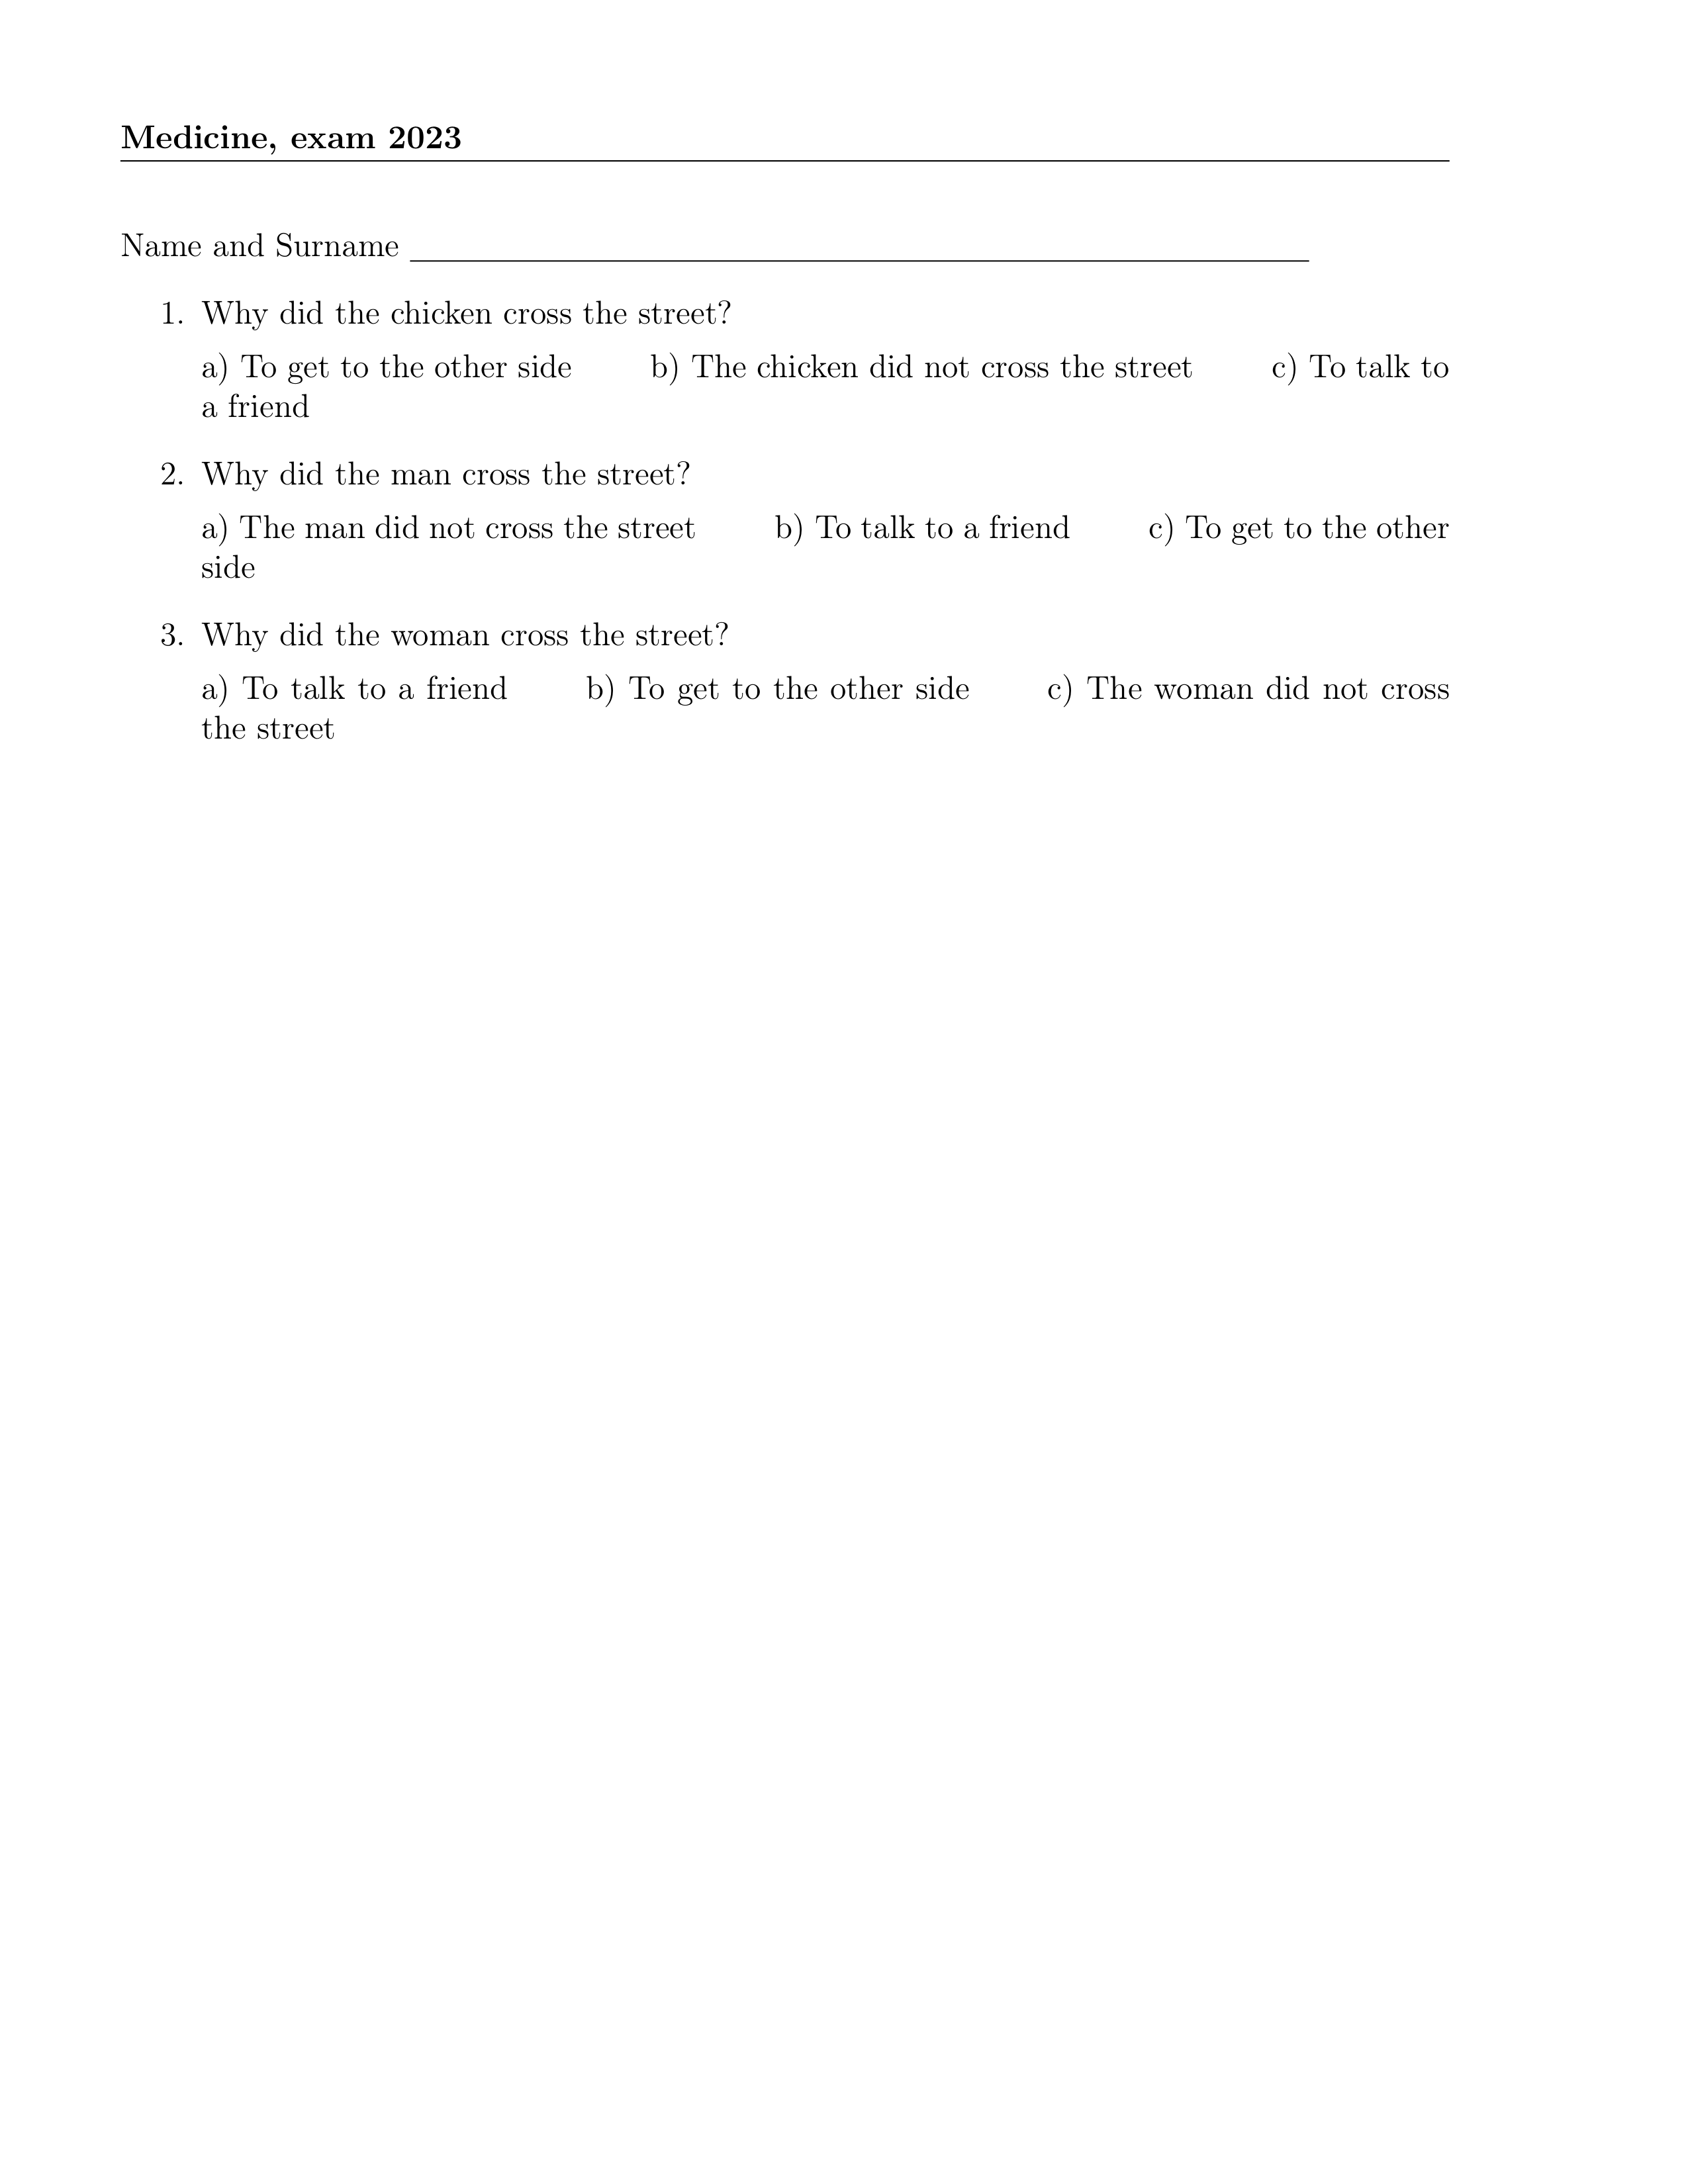 Medicine, exam 2023
Name and Surname
1. Why did the chicken cross the street?
a) To get to the other side b) The chicken did not cross the street c) To talk to
a friend
2. Why did the man cross the street?
a) The man did not cross the street b) To talk to a friend c) To get to the other
side
3. Why did the woman cross the street?
a) To talk to a friend b) To get to the other side c) The woman did not cross
the street